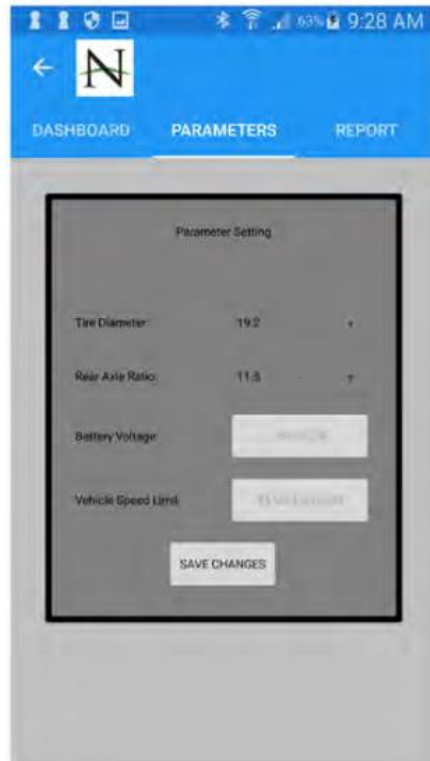 63% 9:28 AM
N
DASHBOARD PARAMETERS REPORT
Parameter Setting
Tire Diameter: 19.2
Rear Axle Ratio: 11.5
Battery Voltage:
Vehicle Speed Limit:
SAVE CHANGES